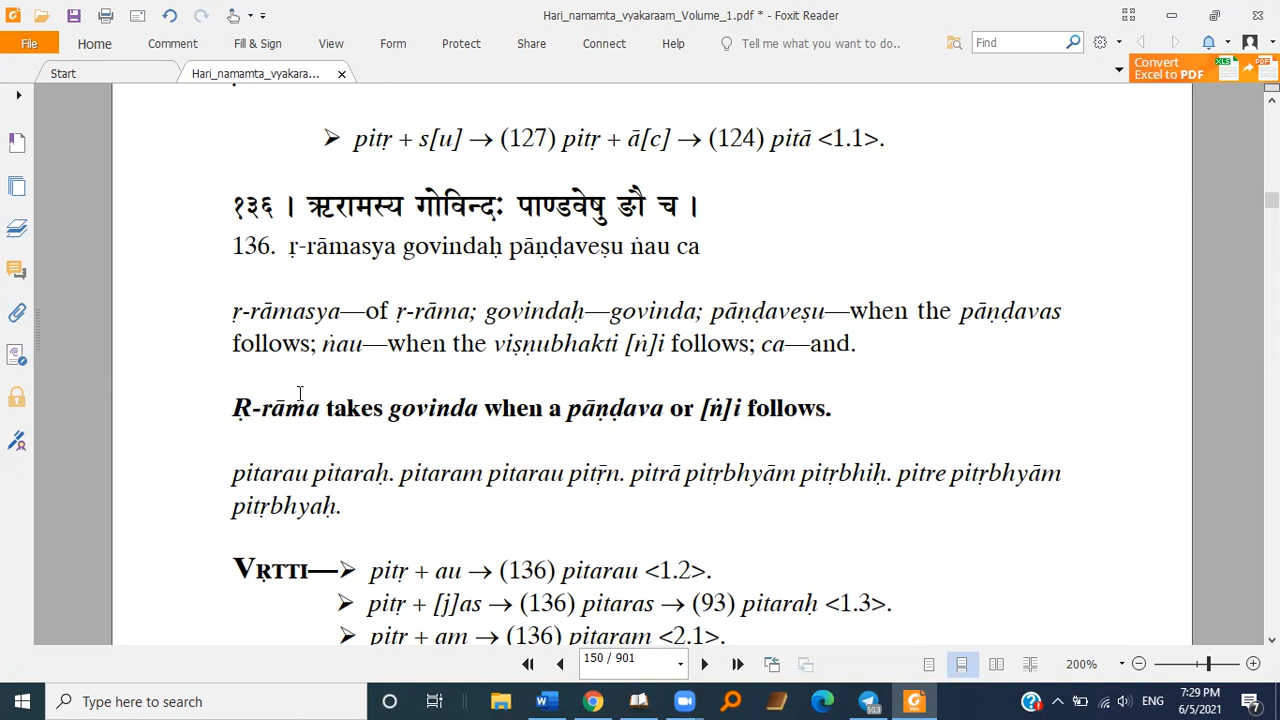 Hari_namamta_vyakaraam_Volume_1.pdf * - Foxit Reader
File Home Comment Fill & Sign View Form Protect Share Connect Help Tell me what you want to do.. Find
Start Hari_namamta_vyakara... Convert Excel to PDF
➢ pitṛ + s[u] → (127) pitṛ + ā[c] → (124) pitā <1.1>.
१३६ । ऋरामस्य गोविन्दः पाण्डवेषु ङौ च ।
136. ṛ-rāmasya govindaḥ pāṇḍaveṣu ṅau ca
ṛ-rāmasya—of ṛ-rāma; govindaḥ—govinda; pāṇḍaveṣu—when the pāṇḍavas
follows; ṅau—when the viṣṇubhakti [ṅ]i follows; ca—and.
Ṛ-rāma takes govinda when a pāṇḍava or [ṅ]i follows.
pitarau pitaraḥ. pitaram pitarau pitṝn. pitrā pitṛbhyām pitṛbhiḥ. pitre pitṛbhyām
pitṛbhyaḥ.
VṚTTI—➢ pitṛ + au → (136) pitarau <1.2>.
➢ pitṛ + [j]as → (136) pitaras → (93) pitaraḥ <1.3>.
➢ pitṛ + am → (136) pitaram <2.1>.
150 / 901 200%
Type here to search 503 ENG 7:29 PM
6/5/2021 7